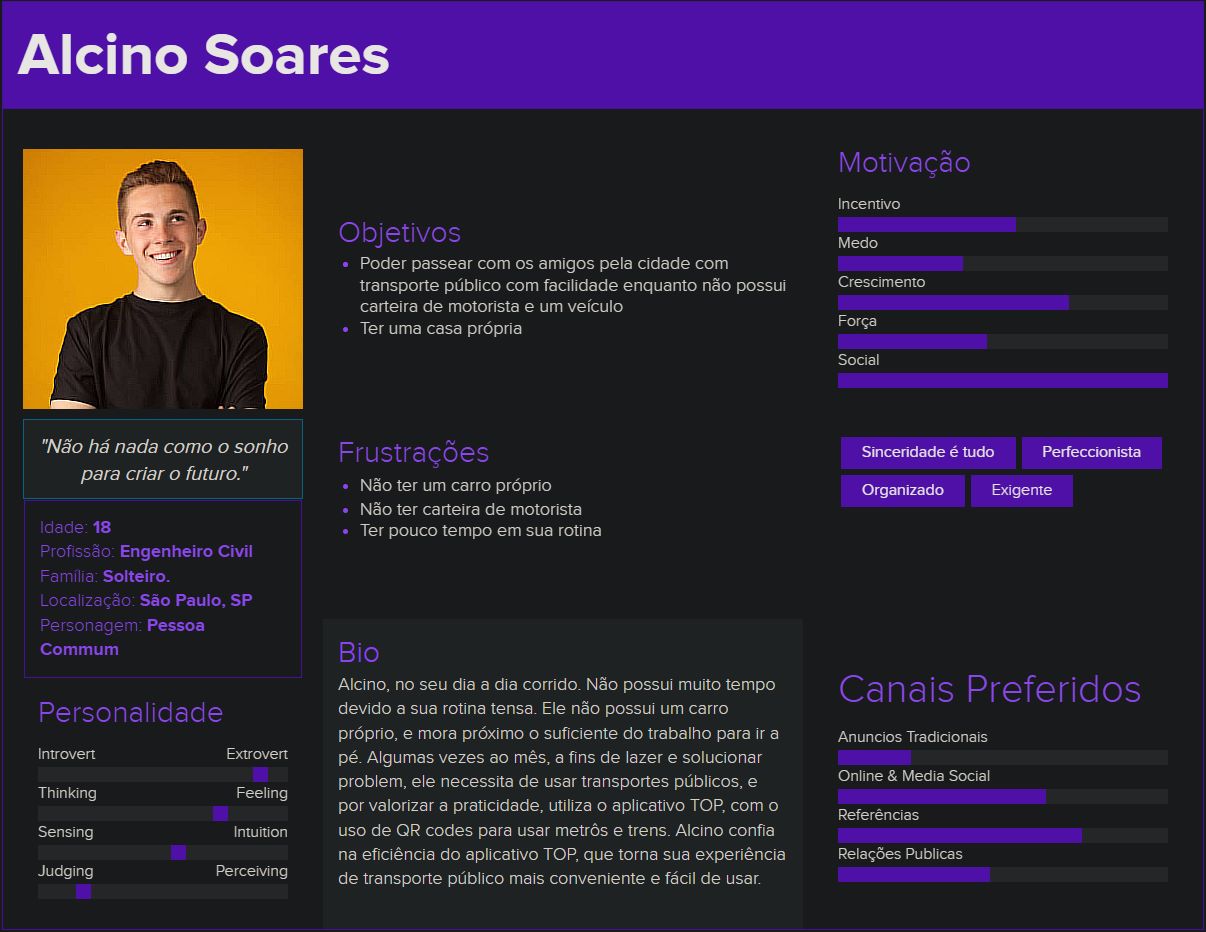 Alcino Soares
"Não há nada como o sonho
para criar o futuro."
Idade: 18
Profissão: Engenheiro Civil
Família: Solteiro.
Localização: São Paulo, SP
Personagem: Pessoa
Commum
Personalidade
Introvert Extrovert
Thinking Feeling
Sensing Intuition
Judging Perceiving
Objetivos
Poder passear com os amigos pela cidade com
transporte público com facilidade enquanto não possui
carteira de motorista e um veículo
Ter uma casa própria
Frustrações
Não ter um carro próprio
Não ter carteira de motorista
Ter pouco tempo em sua rotina
Bio
Alcino, no seu dia a dia corrido. Não possui muito tempo
devido a sua rotina tensa. Ele não possui um carro
próprio, e mora próximo o suficiente do trabalho para ir a
pé. Algumas vezes ao mês, a fins de lazer e solucionar
problem, ele necessita de usar transportes públicos, e
por valorizar a praticidade, utiliza o aplicativo TOP, com o
uso de QR codes para usar metrôs e trens. Alcino confia
na eficiência do aplicativo TOP, que torna sua experiência
de transporte público mais conveniente e fácil de usar.
Motivação
Incentivo
Medo
Crescimento
Força
Social
Sinceridade é tudo
Perfeccionista
Organizado
Exigente
Canais Preferidos
Anuncios Tradicionais
Online & Media Social
Referências
Relações Publicas